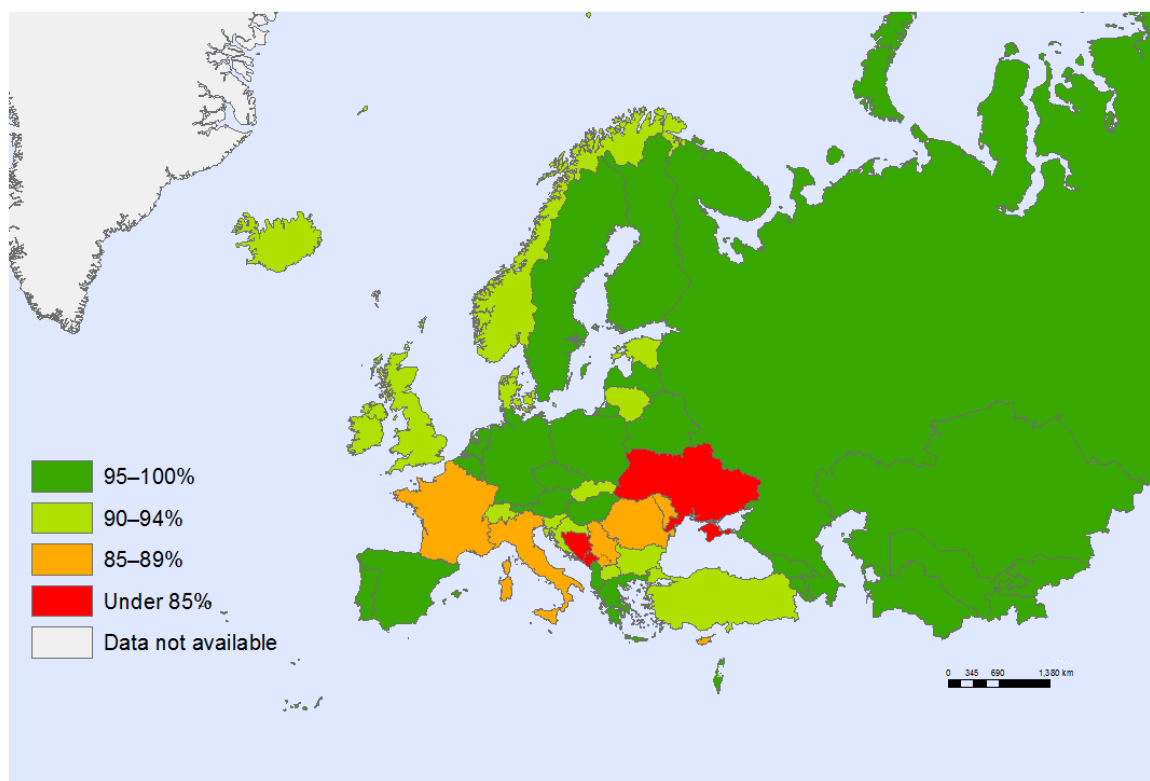 95–100%
90–94%
85–89%
Under 85%
Data not available
0 345 690 1,380 km